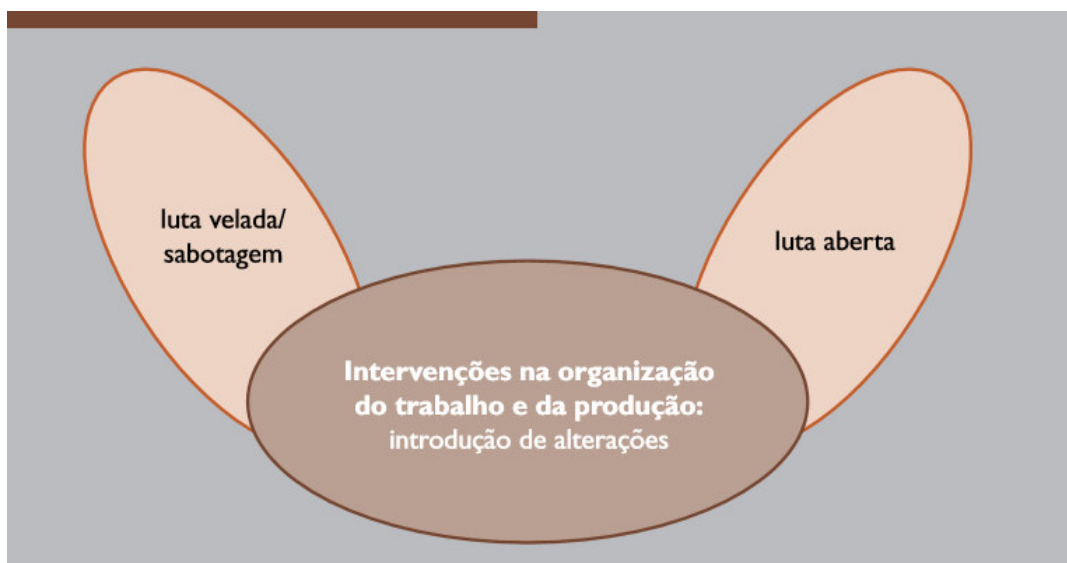 luta velada/
sabotagem
luta aberta
Intervenções na organização
do trabalho e da produção:
introdução de alterações